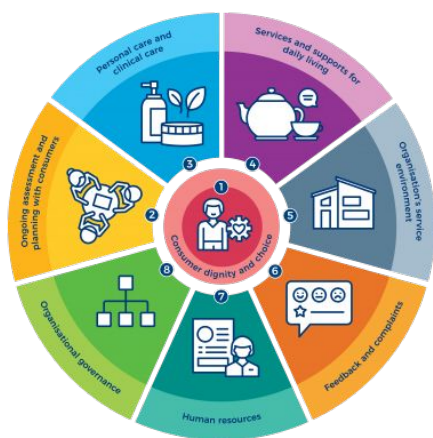 1
Consumer dignity and choice
2
Ongoing assessment and
planning with consumers
3
Personal care and
clinical care
4
Services and supports for
daily living
5
Organisation's service
environment
6
Feedback and complaints
7
Human resources
8
Organisational governance